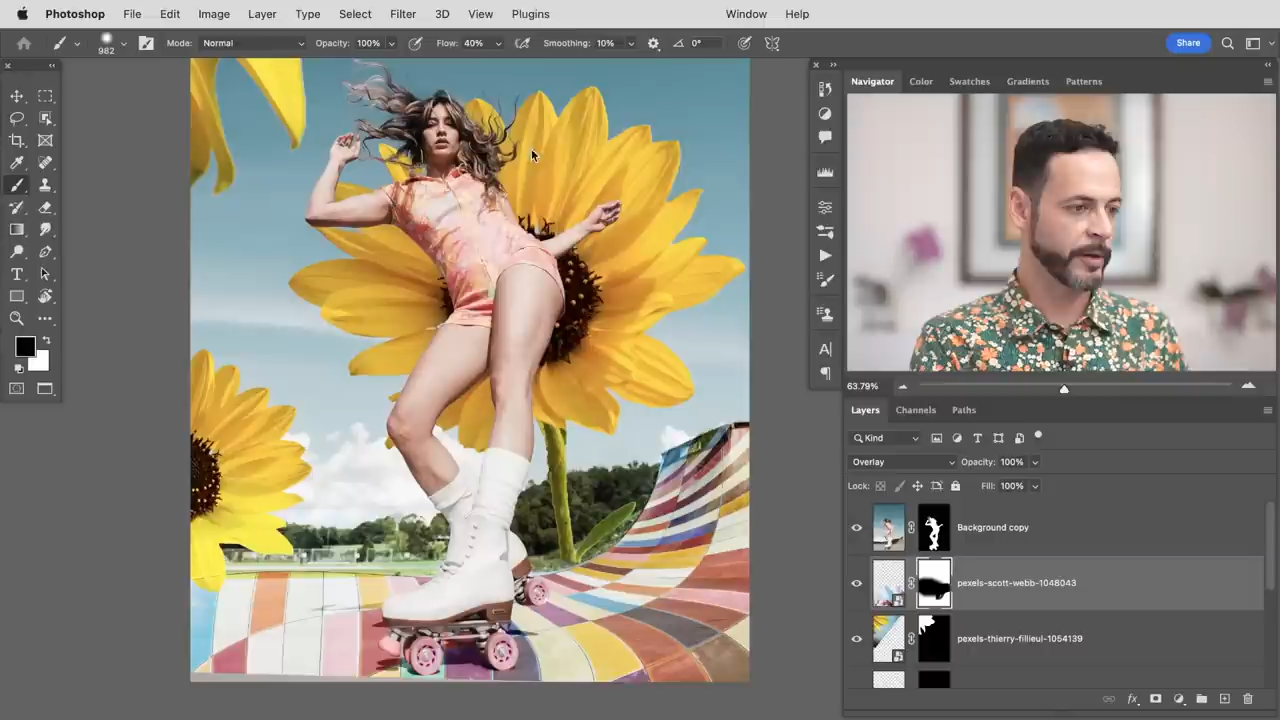 Photoshop File Edit Image Layer Type Select Filter 3D View Plugins Window Help
982 Mode: Normal Opacity: 100% Flow: 40% Smoothing: 10% 0° Share
Navigator Color Swatches Gradients Patterns
63.79%
Layers Channels Paths
Kind
Overlay Opacity: 100%
Lock: Fill: 100%
Background copy
pexels-scott-webb-1048043
pexels-thierry-fillieul-1054139